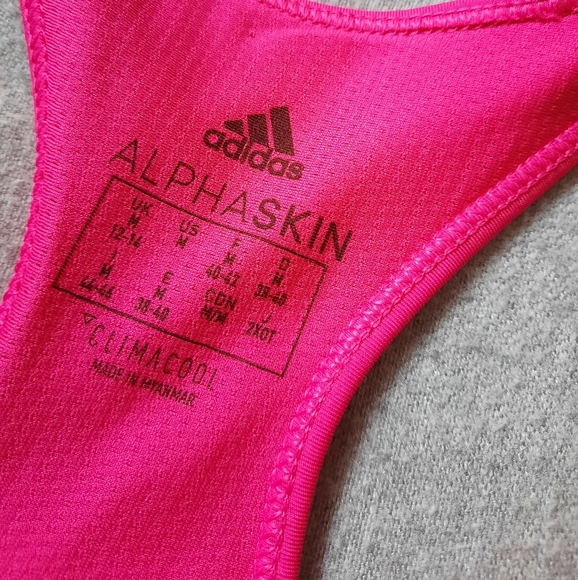 adidas
ALPHASKIN
UK US F D
M M M M
12-14 40-42 38-40
I E CDN J
M M M/M 2XOT
44-46 38-40
CLIMACOOL
MADE IN MYANMAR